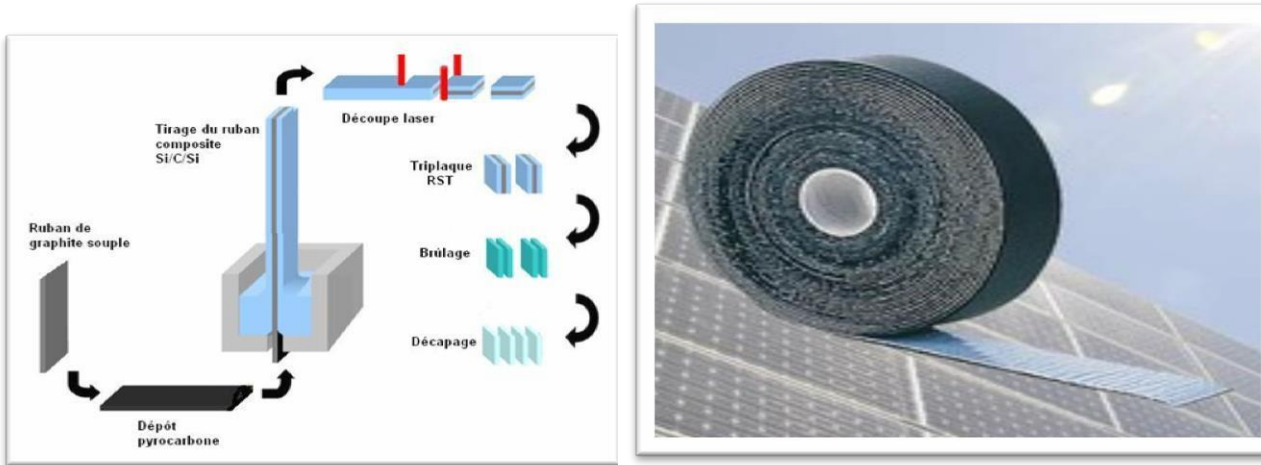 Ruban de
graphite souple
Dépôt
pyrocarbone
Tirage du ruban
composite
Si/C/Si
Découpe laser
Triplaque
RST
Brûlage
Décapage